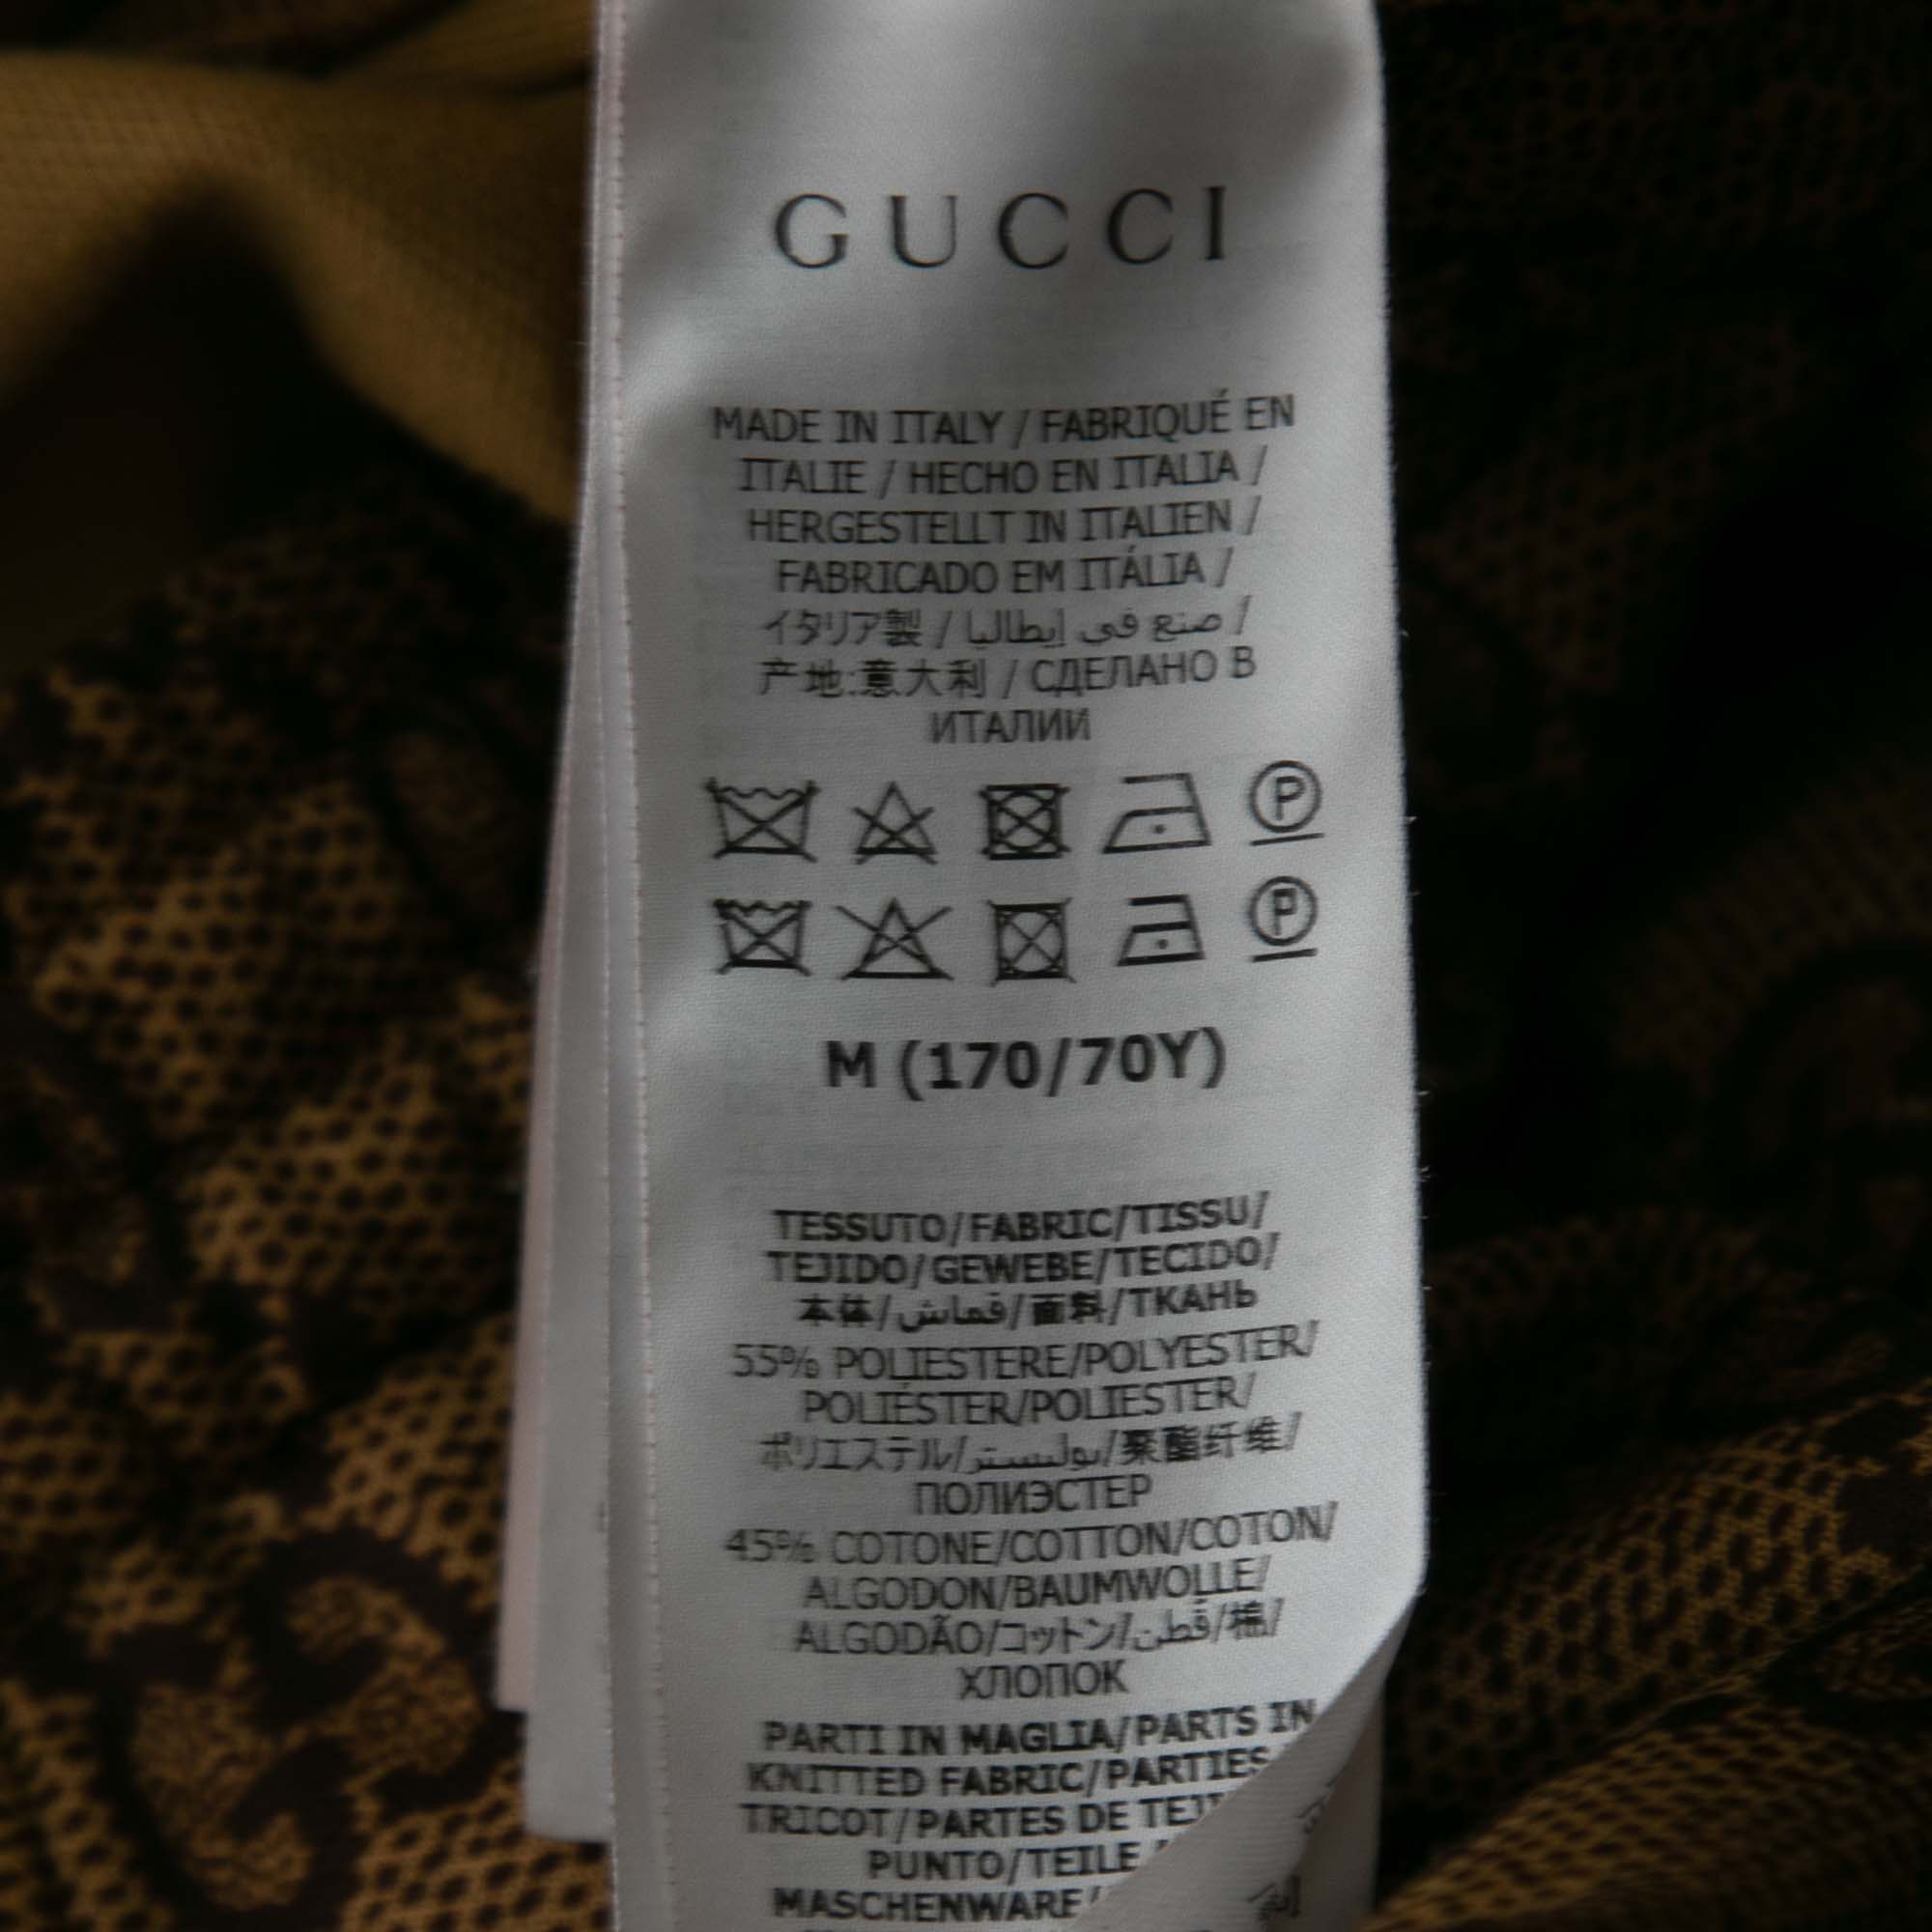 GUCCI
MADE IN ITALY / FABRIQUÉ EN
ITALIE / HECHO EN ITALIA /
HERGESTELLT IN ITALIEN /
FABRICADO EM ITÁLIA /
イタリア製 / صنع في إيطاليا /
产地:意大利 / СДЕЛАНО В
ИТАЛИИ
P
P
M (170/70Y)
TESSUTO/FABRIC/TISSU/
TEJIDO/GEWEBE/TECIDO/
本体/قماش/面料/ТКАНЬ
55% POLIESTERE/POLYESTER/
POLIÉSTER/POLIESTER/
ポリエステル/بوليستر/聚酯纤维/
ПОЛИЭСТЕР
45% COTONE/COTTON/COTON/
ALGODON/BAUMWOLLE/
ALGODÃO/コットン/قطن/棉/
ХЛОПОК
PARTI IN MAGLIA/PARTS IN
KNITTED FABRIC/PARTIES
TRICOT/PARTES DE
PUNTO/TEILE
MASCHENWARE/